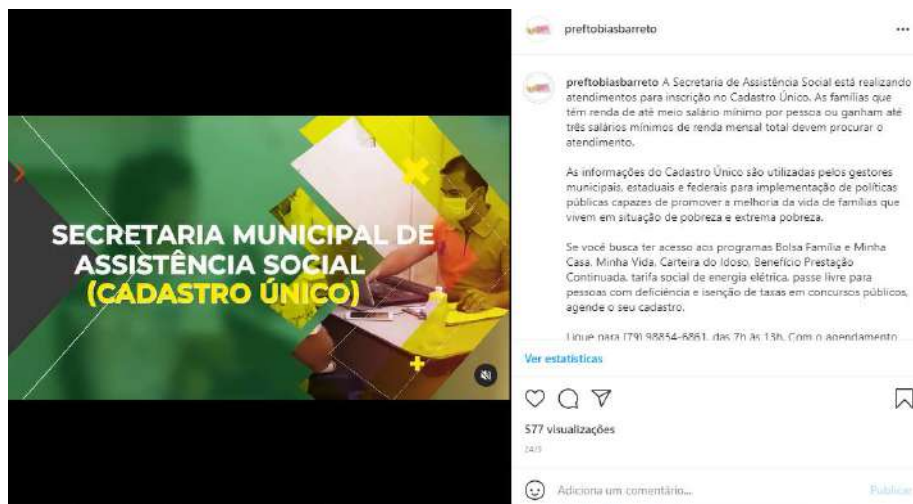 SECRETARIA MUNICIPAL DE
ASSISTÊNCIA SOCIAL
(CADASTRO ÚNICO)
preftobiasbarreto
preftobiasbarreto A Secretaria de Assistência Social está realizando
atendimentos para inscrição no Cadastro Único. As famílias que
têm renda de até meio salário mínimo por pessoa ou ganham até
três salários mínimos de renda mensal total devem procurar o
atendimento.
As informações do Cadastro Único são utilizadas pelos gestores
municipais, estaduais e federais para implementação de políticas
públicas capazes de promover a melhoria da vida de famílias que
vivem em situação de pobreza e extrema pobreza.
Se você busca ter acesso aos programas Bolsa Família e Minha
Casa, Minha Vida, Carteira do Idoso, Benefício Prestação
Continuada, tarifa social de energia elétrica, passe livre para
pessoas com deficiência e isenção de taxas em concursos públicos,
agende o seu cadastro.
Ligue para (79) 98854-6861, das 7h às 13h. Com o agendamento
Ver estatísticas
577 visualizações
Adiciona um comentário...
Publicar